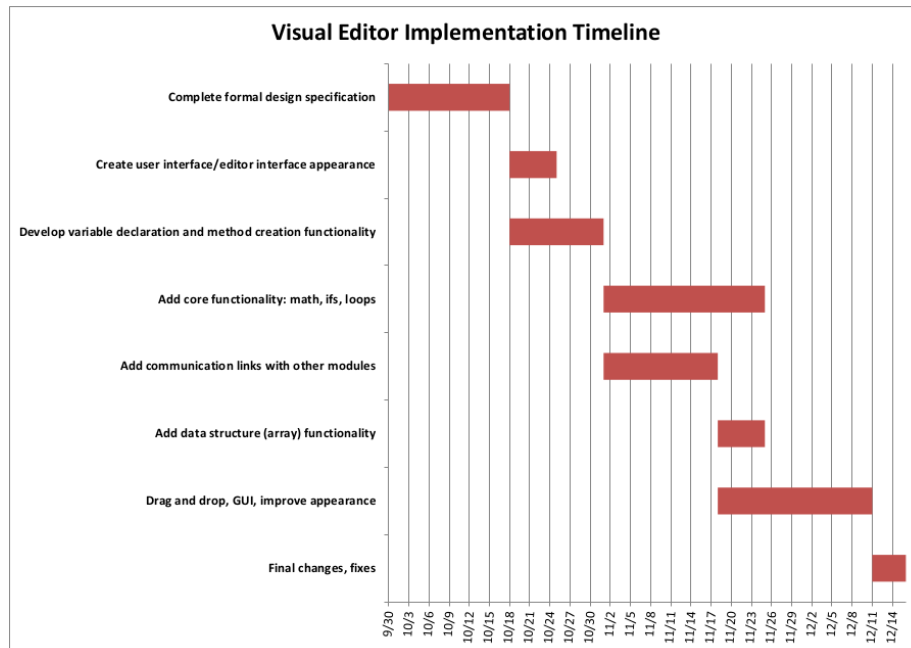 Visual Editor Implementation Timeline
Complete formal design specification
Create user interface/editor interface appearance
Develop variable declaration and method creation functionality
Add core functionality: math, ifs, loops
Add communication links with other modules
Add data structure (array) functionality
Drag and drop, GUI, improve appearance
Final changes, fixes
9/30
10/3
10/6
10/9
10/12
10/15
10/18
10/21
10/24
10/27
10/30
11/2
11/5
11/8
11/11
11/14
11/17
11/20
11/23
11/26
11/29
12/2
12/5
12/8
12/11
12/14